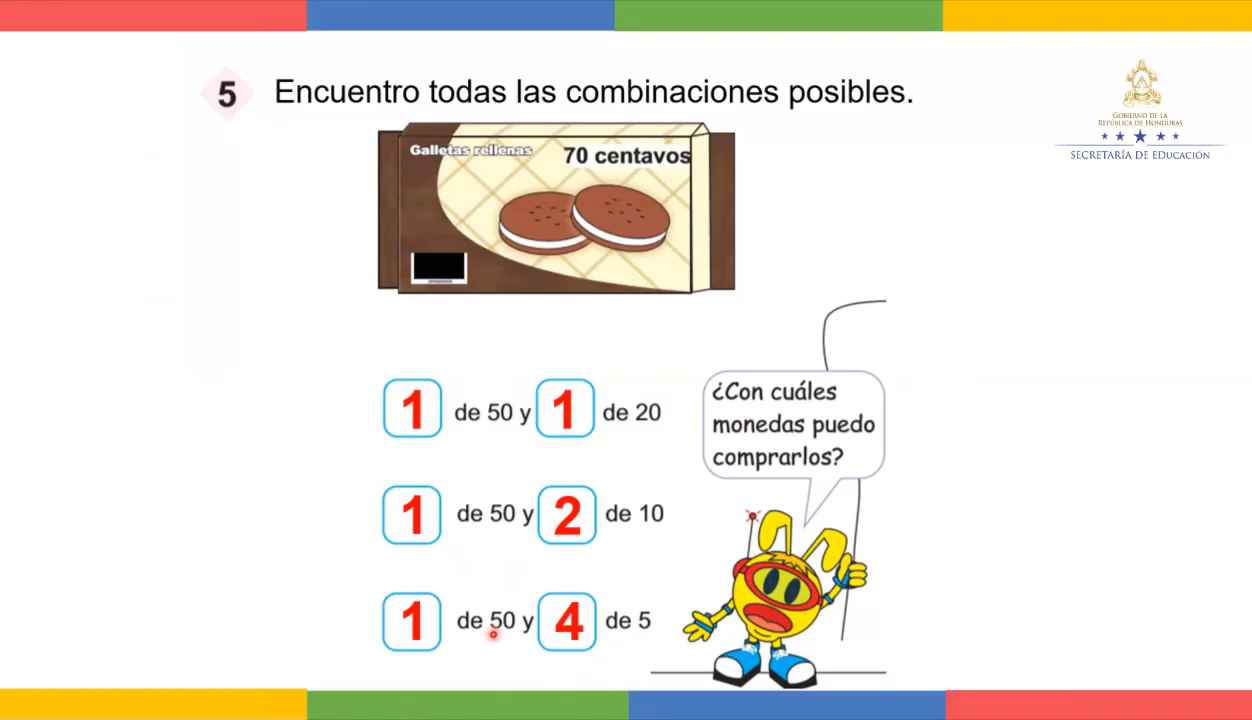 5 Encuentro todas las combinaciones posibles.
GOBIERNO DE LA
REPÚBLICA DE HONDURAS
SECRETARÍA DE EDUCACIÓN
Galletas rellenas
70 centavos
1 de 50 y 1 de 20
1 de 50 y 2 de 10
1 de 50 y 4 de 5
¿Con cuáles
monedas puedo
comprarlos?